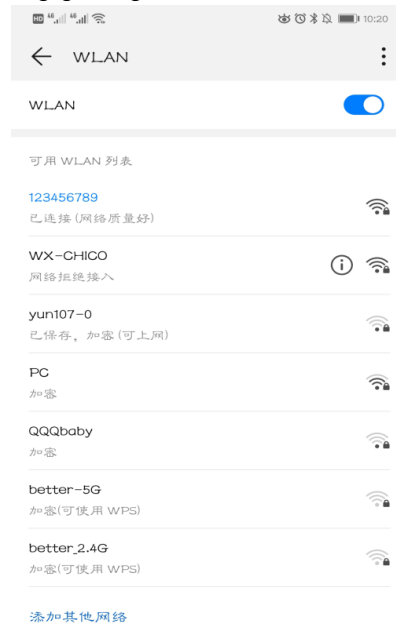 HD 46 46 10:20
WLAN
WLAN
可用 WLAN 列表
123456789
已连接 (网络质量好)
WX-CHICO
网络拒绝接入
yun107-0
已保存，加密 (可上网)
PC
加密
QQQbaby
加密
better-5G
加密(可使用 WPS)
better_2.4G
加密(可使用 WPS)
添加其他网络